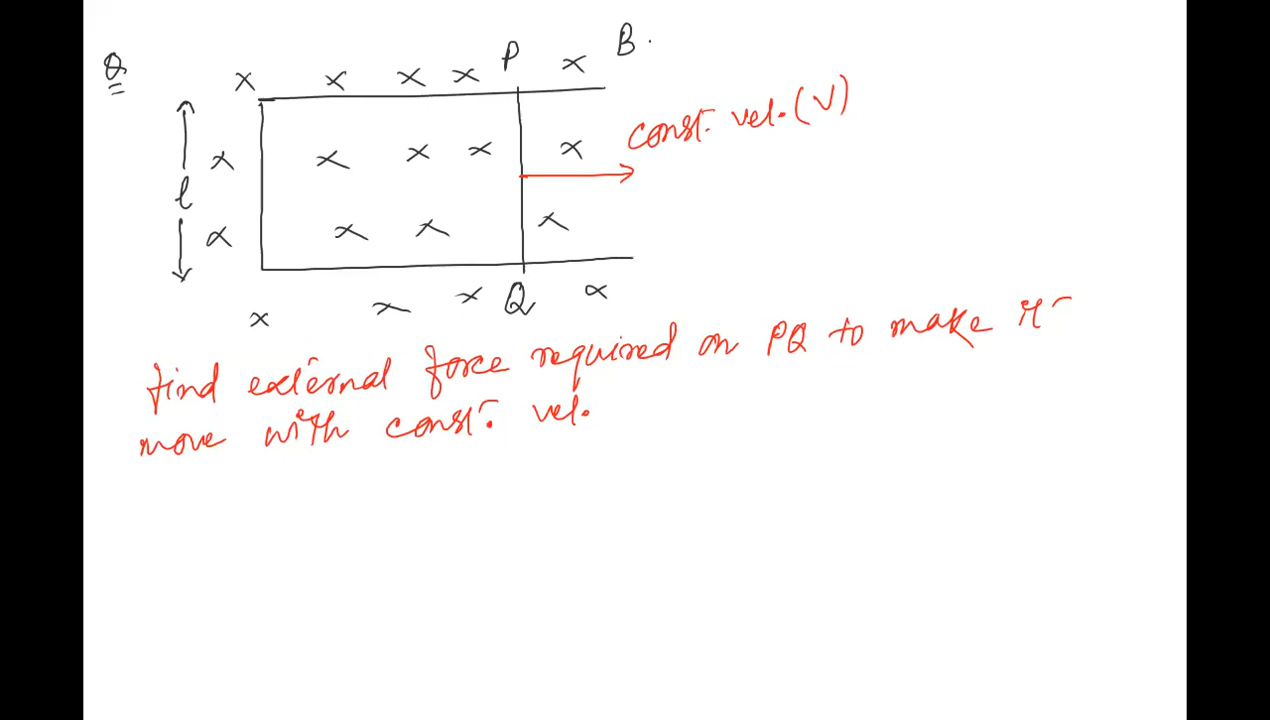 Q
P
B
const. vel. (V)
l
Q
find external force required on PQ to make it
move with const. vel.